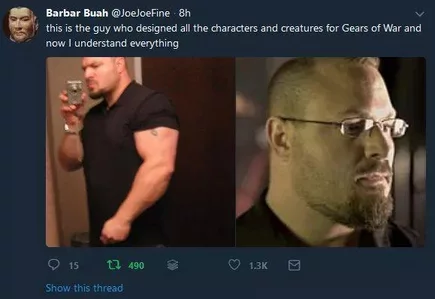 Barbar Buah @JoeJoeFine · 8h
this is the guy who designed all the characters and creatures for Gears of War and
now I understand everything
15 490 1.3K
Show this thread